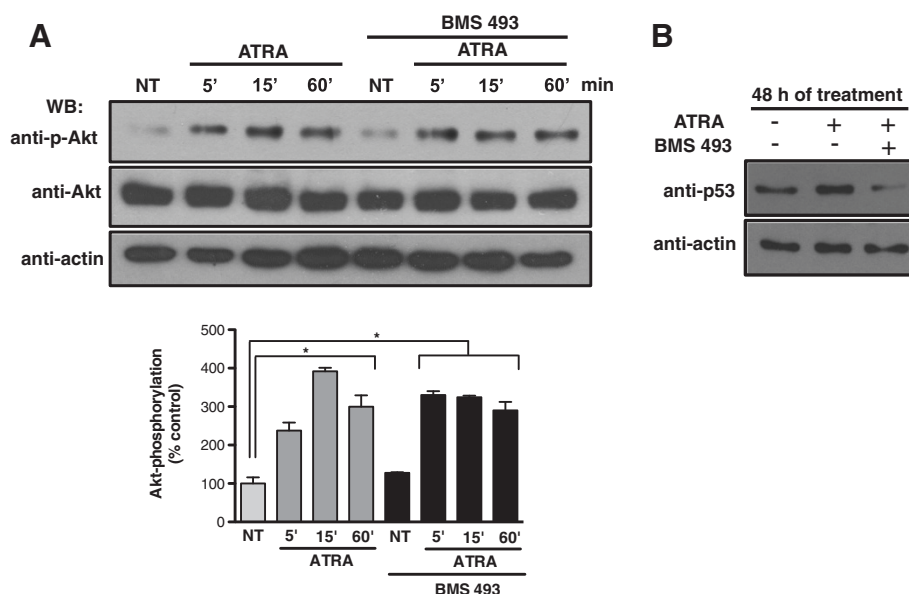 A
BMS 493
ATRA ATRA
NT 5’ 15’ 60’ NT 5’ 15’ 60’ min
WB:
anti-p-Akt
anti-Akt
anti-actin
500
400
300
200
100
0
Akt-phosphorylation
(% control)
*
*
NT 5' 15' 60' NT 5' 15' 60'
ATRA ATRA
BMS 493
B
48 h of treatment
ATRA - + +
BMS 493 - - +
anti-p53
anti-actin